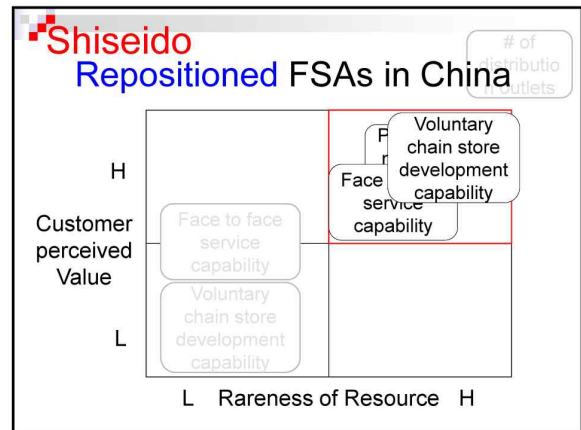 Shiseido
Repositioned FSAs in China
# of
distributio
n outlets
H
Customer
perceived
Value
L
Face to face
service
capability
Voluntary
chain store
development
capability
Face
service
capability
Voluntary
chain store
development
capability
L Rareness of Resource H